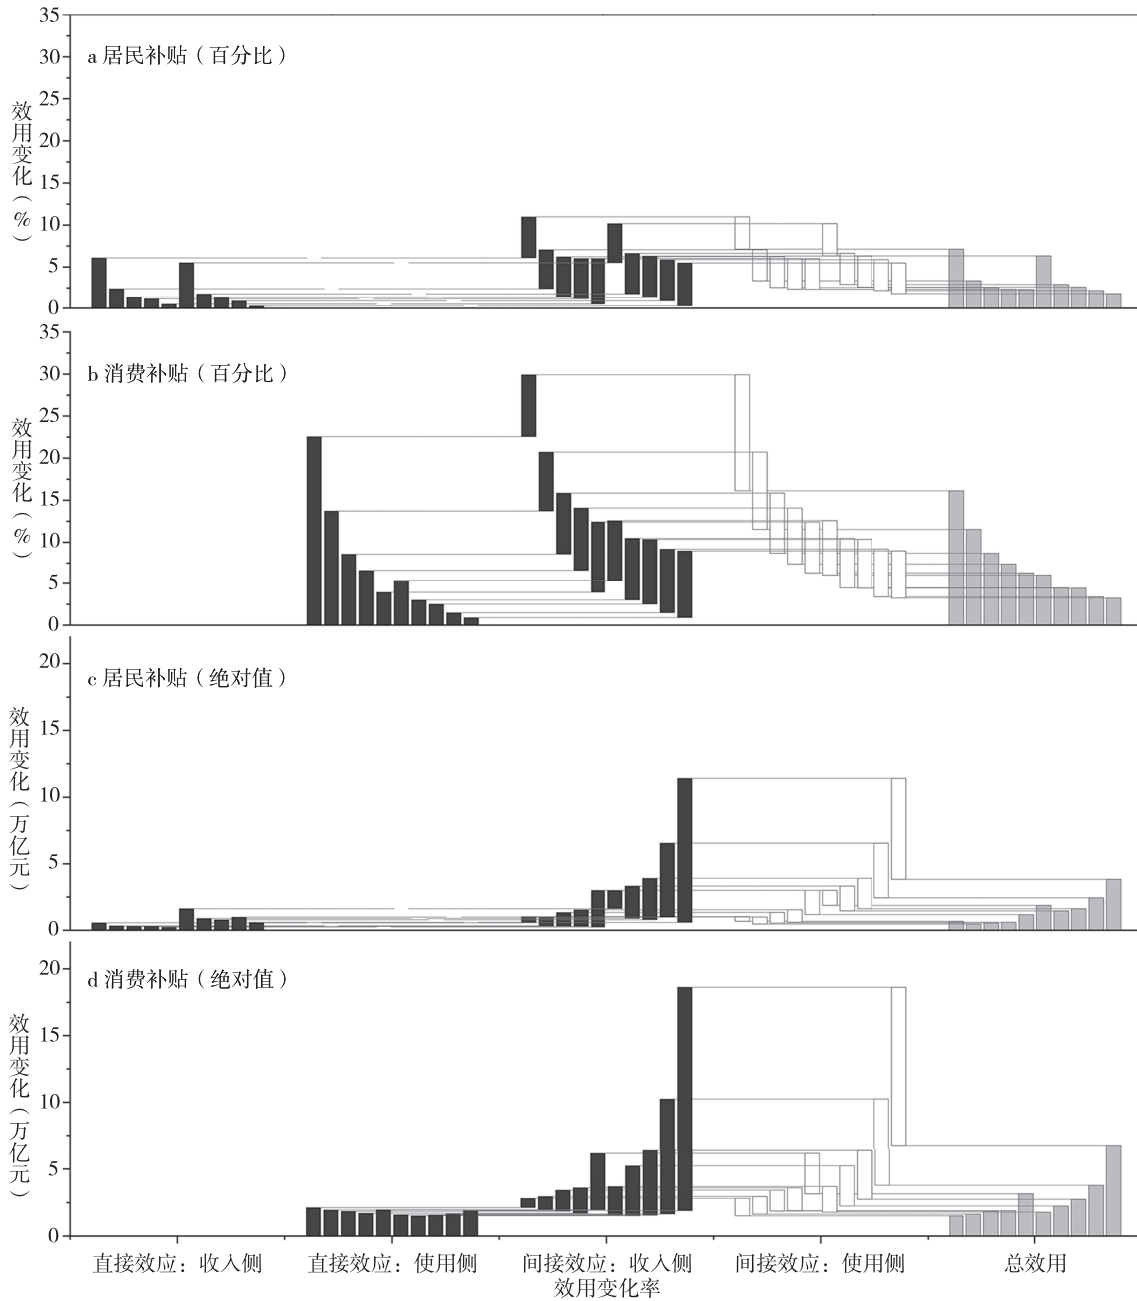 35
a 居民补贴（百分比）
30
25
20
15
10
5
0
效用变化（%）
35
b 消费补贴（百分比）
30
25
20
15
10
5
0
效用变化（%）
20
c 居民补贴（绝对值）
15
10
5
0
效用变化（万亿元）
20
d 消费补贴（绝对值）
15
10
5
0
效用变化（万亿元）
直接效应：收入侧 直接效应：使用侧 间接效应：收入侧 间接效应：使用侧 总效用
效用变化率